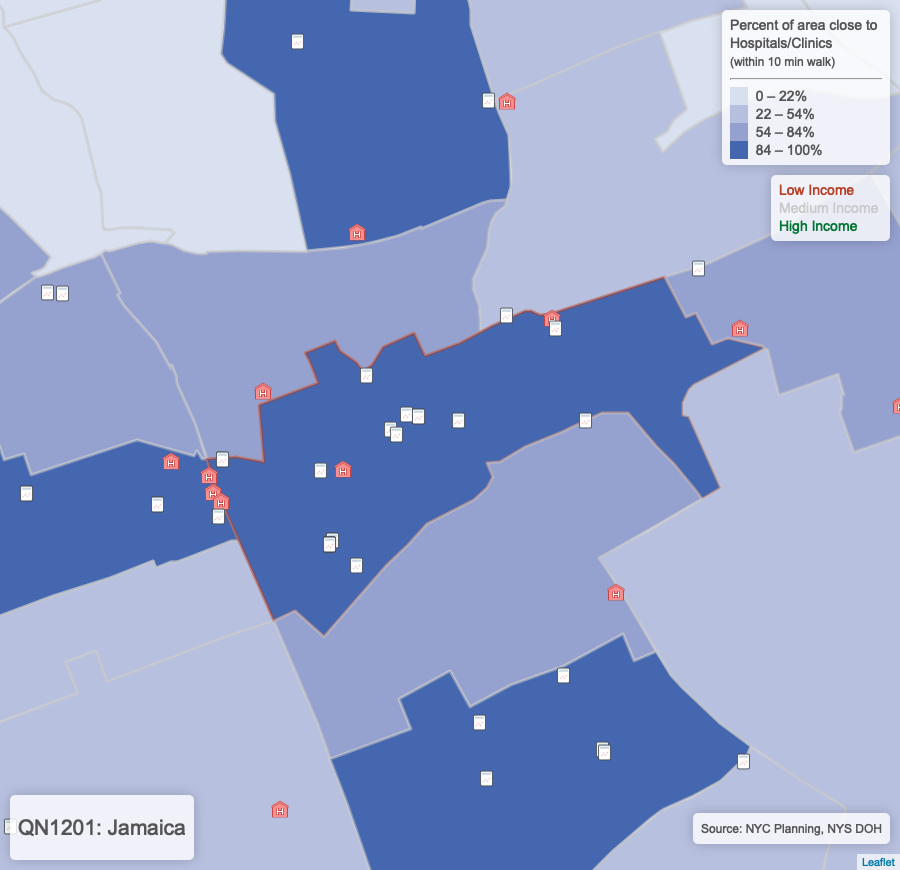 Percent of area close to
Hospitals/Clinics
(within 10 min walk)
0 – 22%
22 – 54%
54 – 84%
84 – 100%
Low Income
Medium Income
High Income
H
H
H
H
H
H
H
H
H
H
H
H
H
QN1201: Jamaica
Source: NYC Planning, NYS DOH
Leaflet